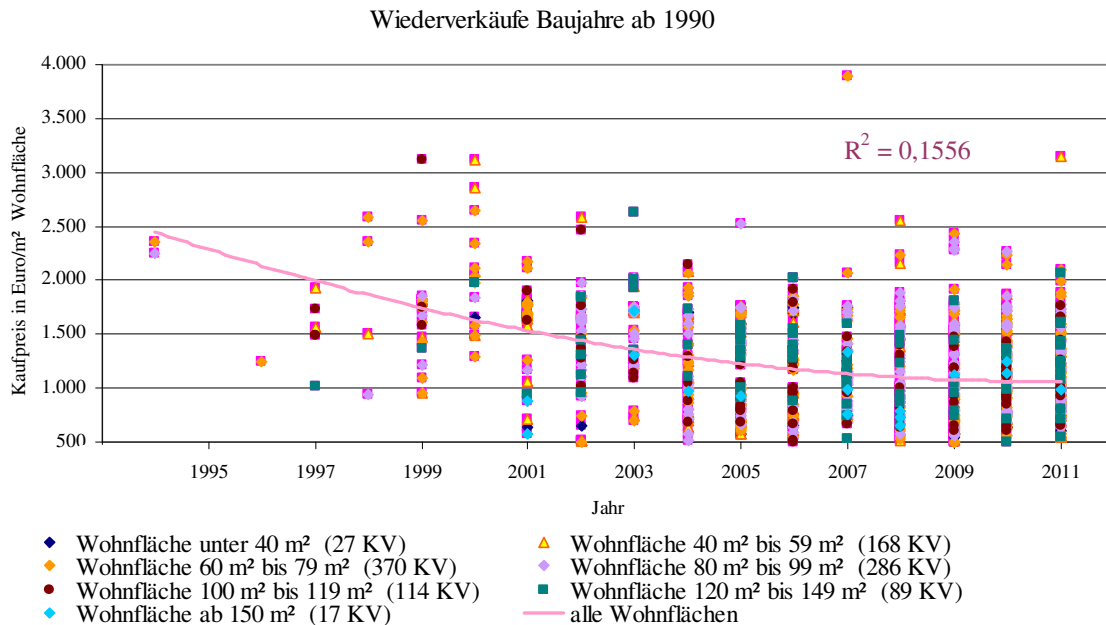 Wiederverkäufe Baujahre ab 1990
Kaufpreis in Euro/m² Wohnfläche
4.000
3.500
3.000
2.500
2.000
1.500
1.000
500
R² = 0,1556
1995 1997 1999 2001 2003 2005 2007 2009 2011
Jahr
Wohnfläche unter 40 m² (27 KV)
Wohnfläche 40 m² bis 59 m² (168 KV)
Wohnfläche 60 m² bis 79 m² (370 KV)
Wohnfläche 80 m² bis 99 m² (286 KV)
Wohnfläche 100 m² bis 119 m² (114 KV)
Wohnfläche 120 m² bis 149 m² (89 KV)
Wohnfläche ab 150 m² (17 KV)
alle Wohnflächen